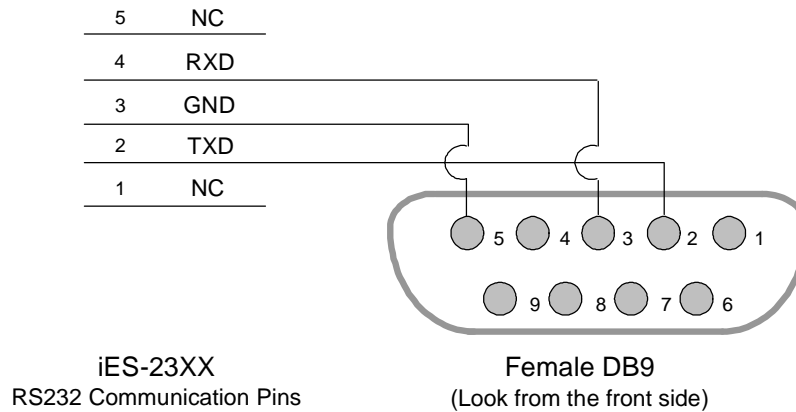 5 NC
4 RXD
3 GND
2 TXD
1 NC
5 4 3 2 1
9 8 7 6
iES-23XX
RS232 Communication Pins
Female DB9
(Look from the front side)